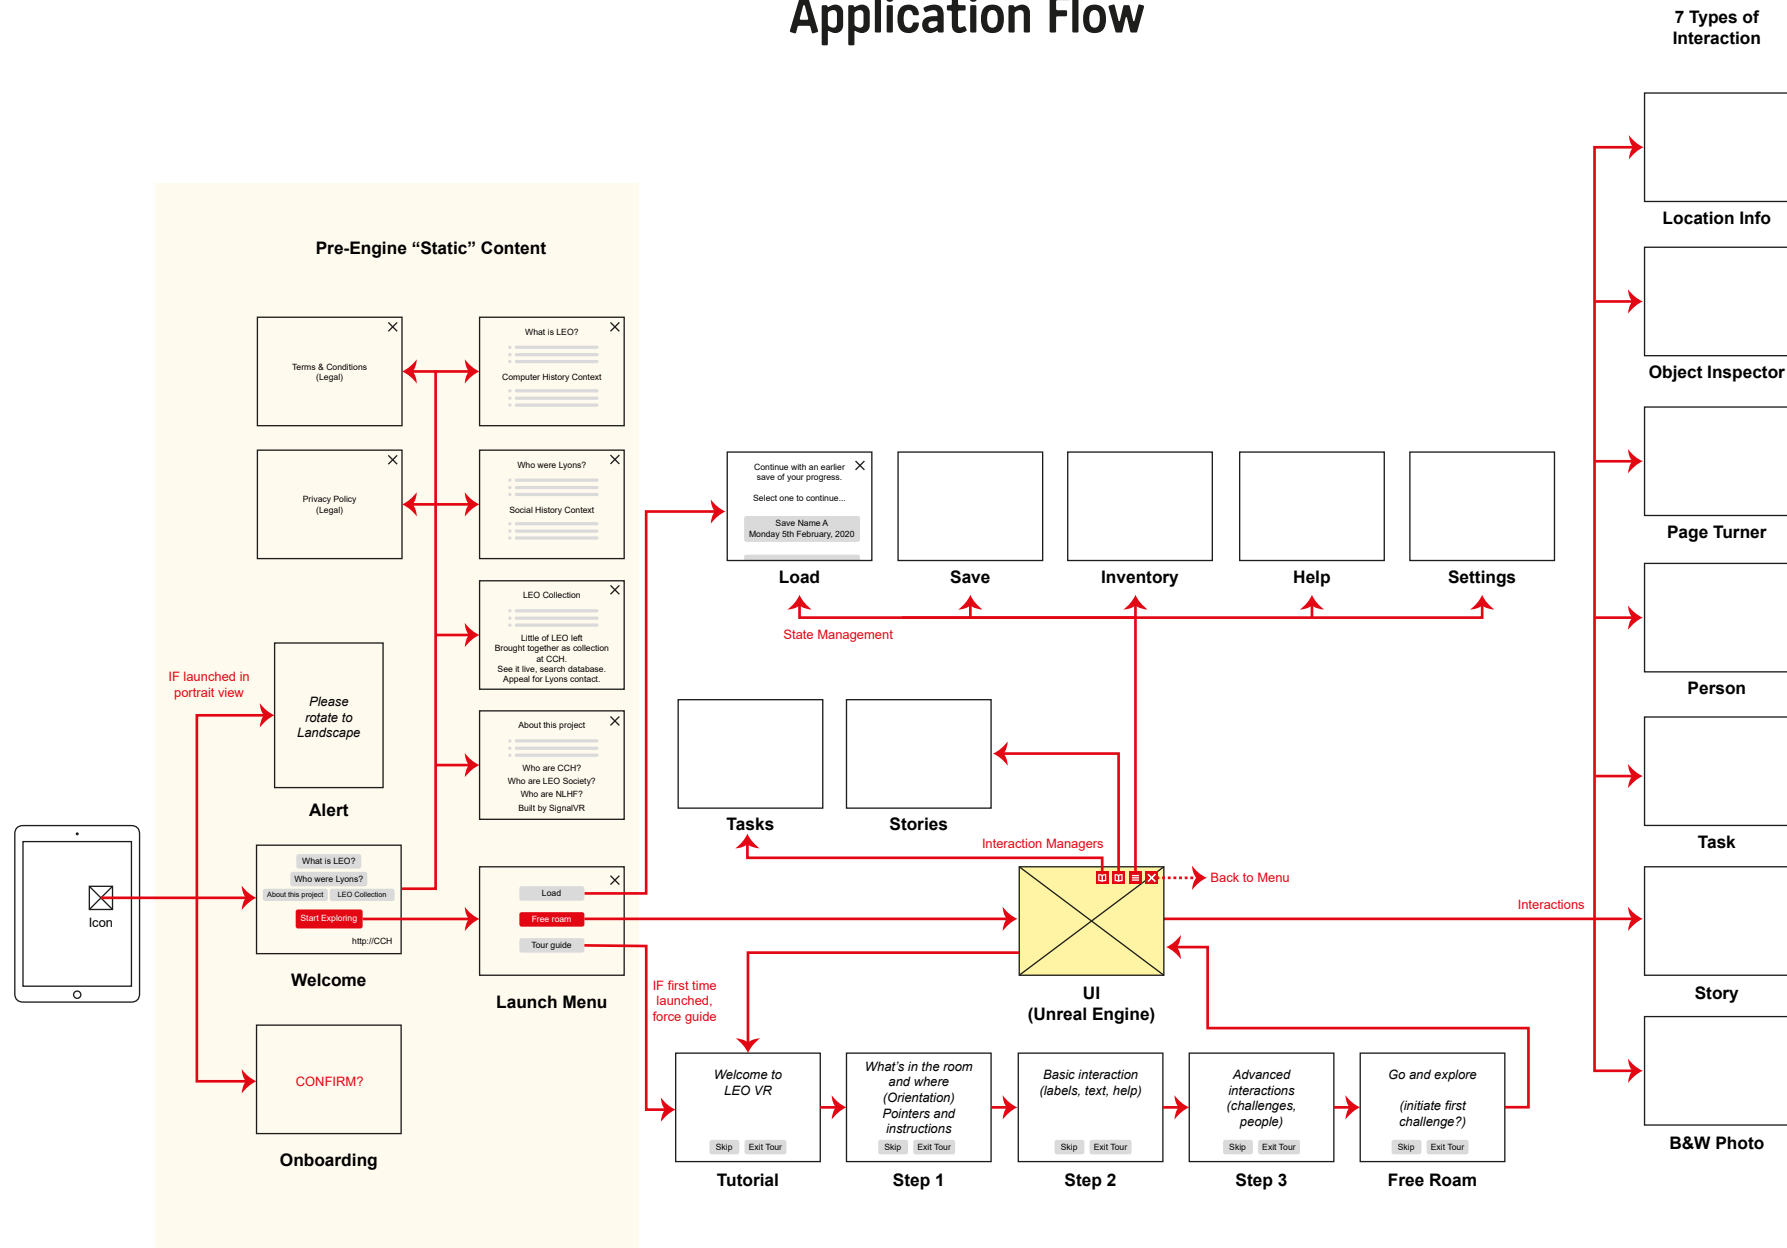 Application Flow
7 Types of
Interaction
Pre-Engine “Static” Content
Terms & Conditions
(Legal)
What is LEO?
Computer History Context
Privacy Policy
(Legal)
Who were Lyons?
Social History Context
LEO Collection
Little of LEO left
Brought together as collection
at CCH.
See it live, search database.
Appeal for Lyons contact.
IF launched in
portrait view
Please
rotate to
Landscape
Alert
About this project
Who are CCH?
Who are LEO Society?
Who are NLHF?
Built by SignalVR
Icon
What is LEO?
Who were Lyons?
About this project
LEO Collection
Start Exploring
http://CCH
Welcome
Load
Free roam
Tour guide
Launch Menu
CONFIRM?
Onboarding
IF first time
launched,
force guide
Continue with an earlier
save of your progress.
Select one to continue...
Save Name A
Monday 5th February, 2020
Load
Save
Inventory
Help
Settings
State Management
Tasks
Stories
Interaction Managers
Back to Menu
UI
(Unreal Engine)
Interactions
Welcome to
LEO VR
Skip
Exit Tour
Tutorial
What’s in the room
and where
(Orientation)
Pointers and
instructions
Skip
Exit Tour
Step 1
Basic interaction
(labels, text, help)
Skip
Exit Tour
Step 2
Advanced
interactions
(challenges,
people)
Skip
Exit Tour
Step 3
Go and explore
(initiate first
challenge?)
Skip
Exit Tour
Free Roam
Location Info
Object Inspector
Page Turner
Person
Task
Story
B&W Photo